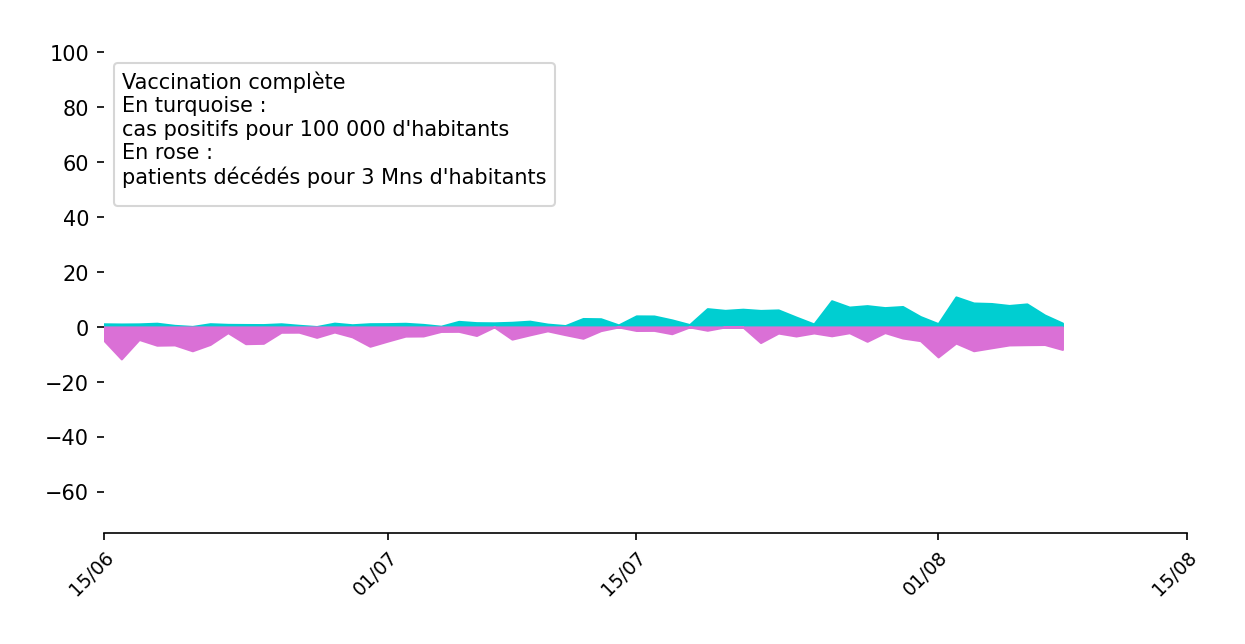 100
Vaccination complète
80
En turquoise :
cas positifs pour 100 000 d'habitants
60
En rose :
patients décédés pour 3 Mns d'habitants
40
20
0
−20
−40
−60
15/06
01/07
15/07
01/08
15/08